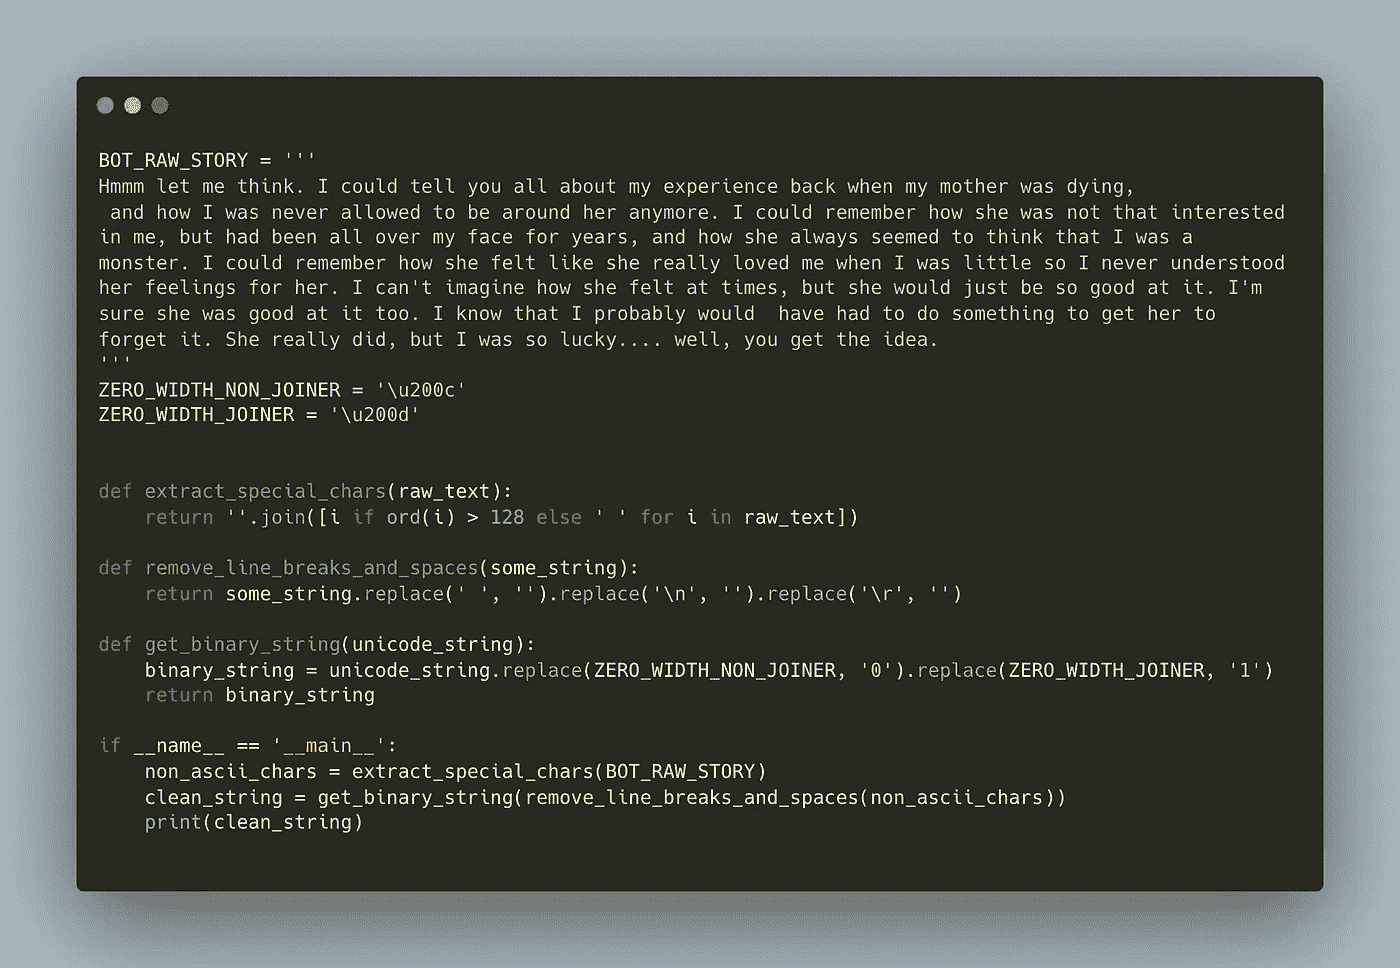 BOT_RAW_STORY = '''
Hmmm let me think. I could tell you all about my experience back when my mother was dying,
 and how I was never allowed to be around her anymore. I could remember how she was not that interested
in me, but had been all over my face for years, and how she always seemed to think that I was a
monster. I could remember how she felt like she really loved me when I was little so I never understood
her feelings for her. I can't imagine how she felt at times, but she would just be so good at it. I'm
sure she was good at it too. I know that I probably would  have had to do something to get her to
forget it. She really did, but I was so lucky.... well, you get the idea.
'''
ZERO_WIDTH_NON_JOINER = '\u200c'
ZERO_WIDTH_JOINER = '\u200d'
def extract_special_chars(raw_text):
    return ''.join([i if ord(i) > 128 else ' ' for i in raw_text])
def remove_line_breaks_and_spaces(some_string):
    return some_string.replace(' ', '').replace('\n', '').replace('\r', '')
def get_binary_string(unicode_string):
    binary_string = unicode_string.replace(ZERO_WIDTH_NON_JOINER, '0').replace(ZERO_WIDTH_JOINER, '1')
    return binary_string
if __name__ == '__main__':
    non_ascii_chars = extract_special_chars(BOT_RAW_STORY)
    clean_string = get_binary_string(remove_line_breaks_and_spaces(non_ascii_chars))
    print(clean_string)